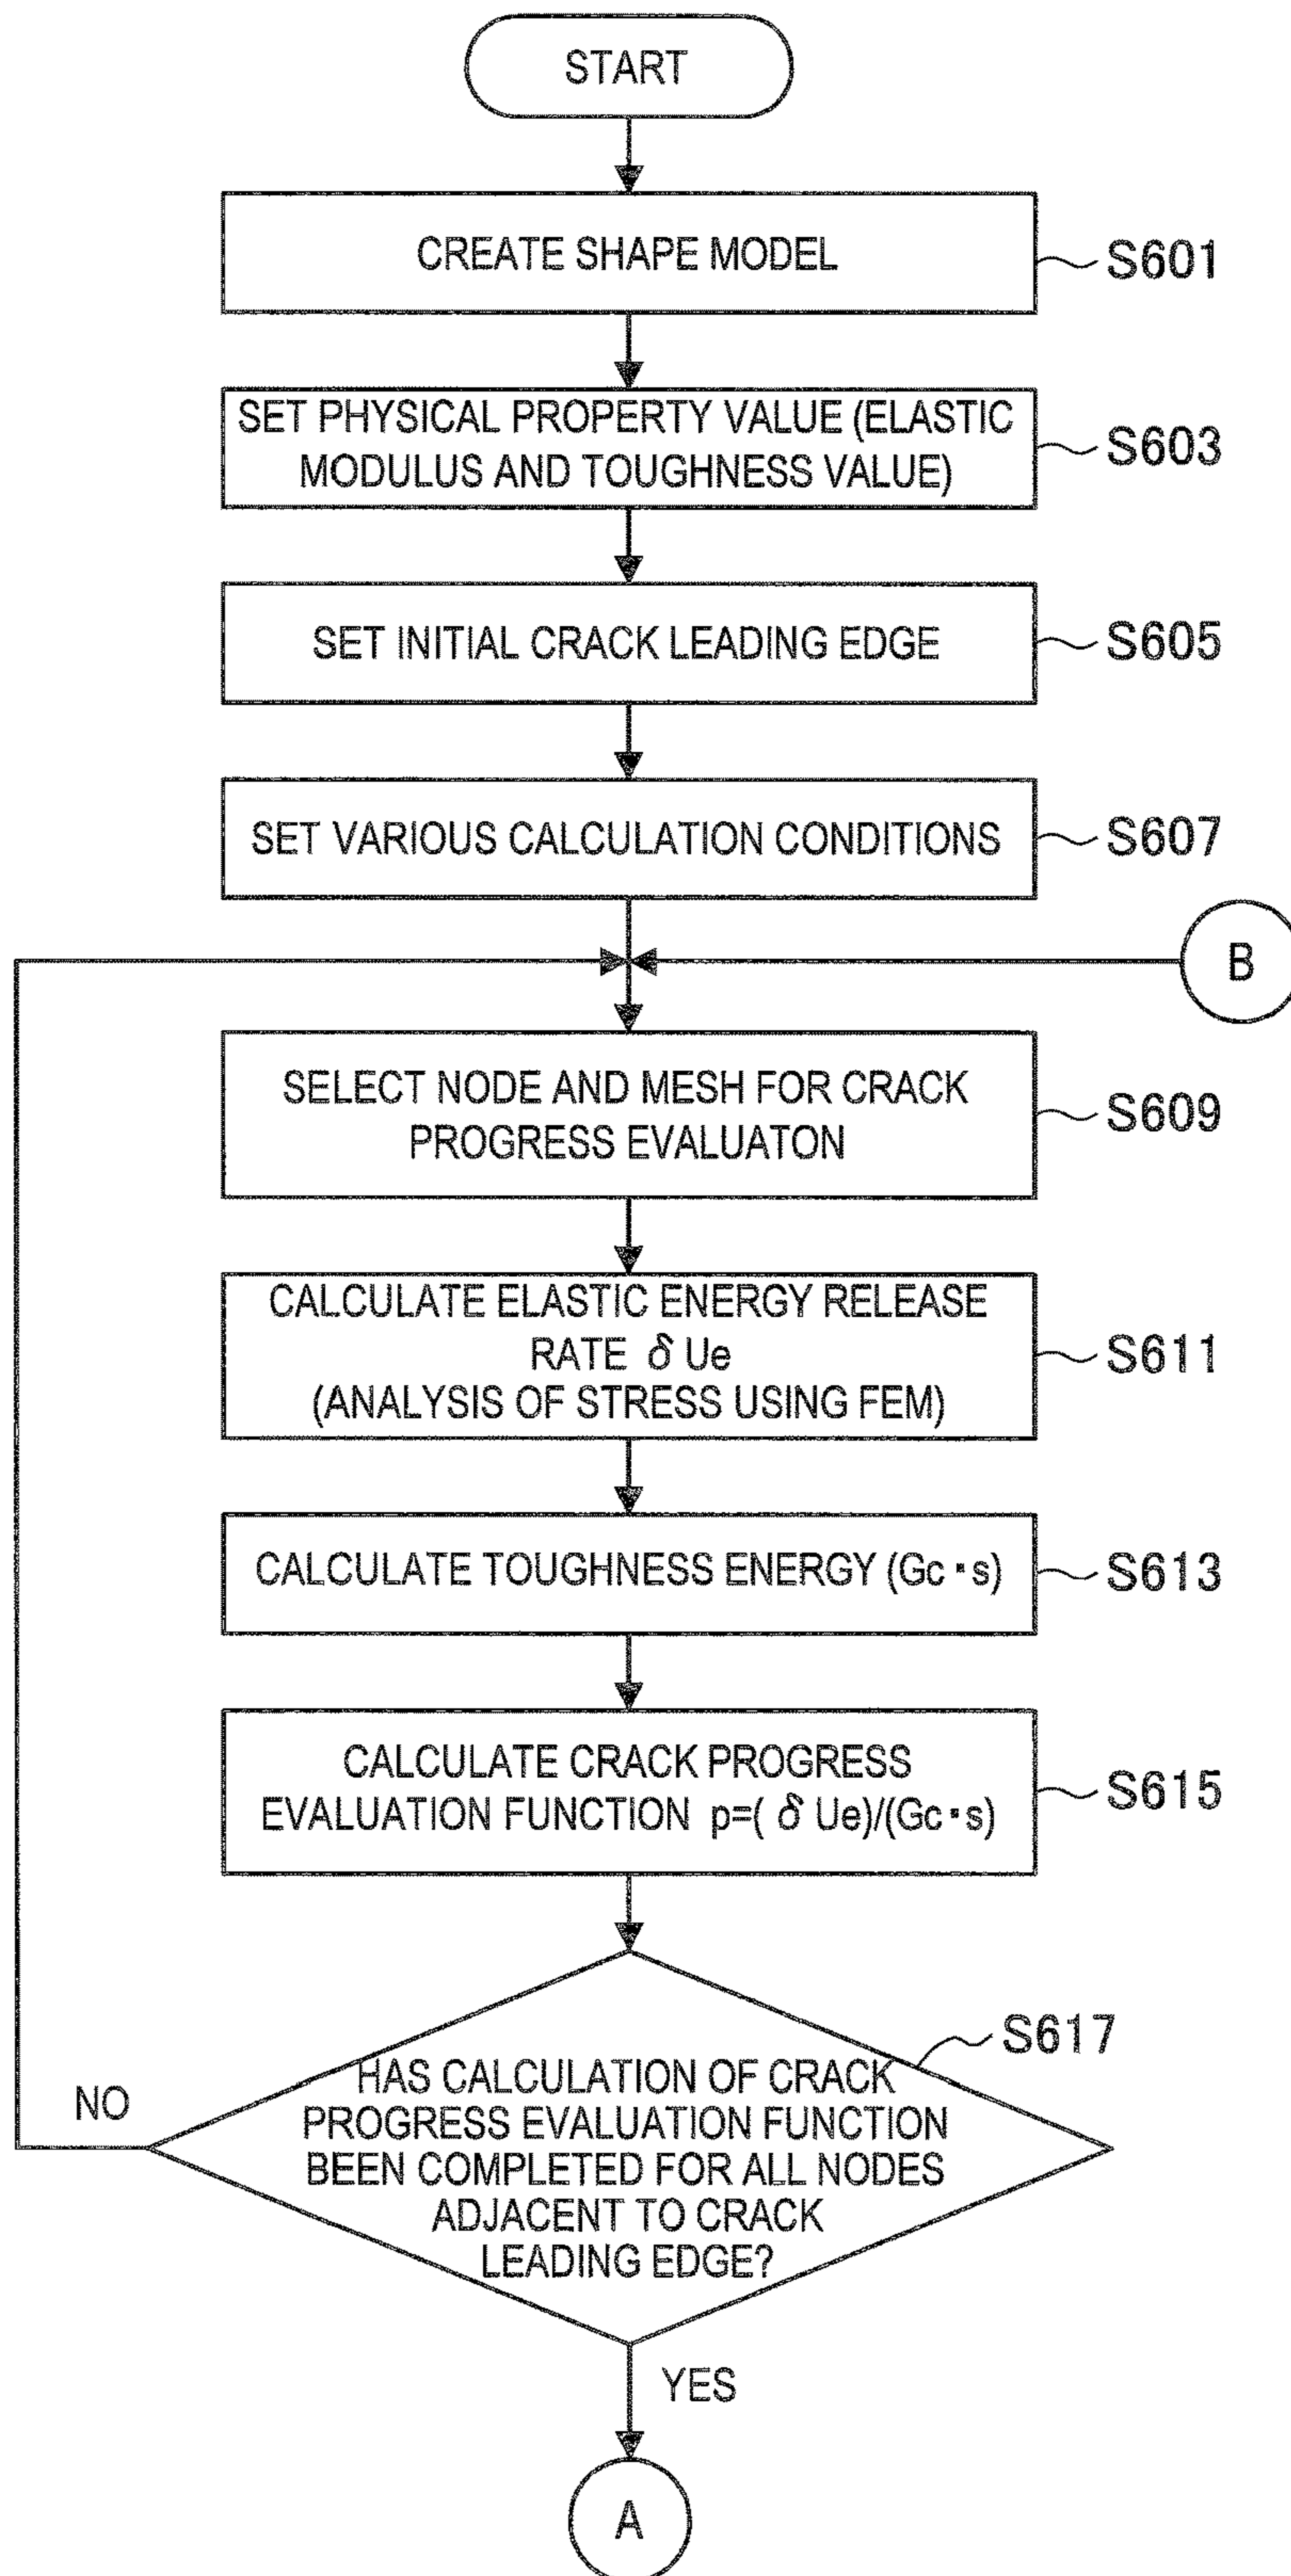 START
CREATE SHAPE MODEL
S601
SET PHYSICAL PROPERTY VALUE (ELASTIC
MODULUS AND TOUGHNESS VALUE)
S603
SET INITIAL CRACK LEADING EDGE
S605
SET VARIOUS CALCULATION CONDITIONS
S607
B
SELECT NODE AND MESH FOR CRACK
PROGRESS EVALUATON
S609
CALCULATE ELASTIC ENERGY RELEASE
RATE δ Ue
(ANALYSIS OF STRESS USING FEM)
S611
CALCULATE TOUGHNESS ENERGY (Gc・s)
S613
CALCULATE CRACK PROGRESS
EVALUATION FUNCTION p=( δ Ue)/(Gc・s)
S615
S617
HAS CALCULATION OF CRACK
PROGRESS EVALUATION FUNCTION
BEEN COMPLETED FOR ALL NODES
ADJACENT TO CRACK
LEADING EDGE?
NO
YES
A